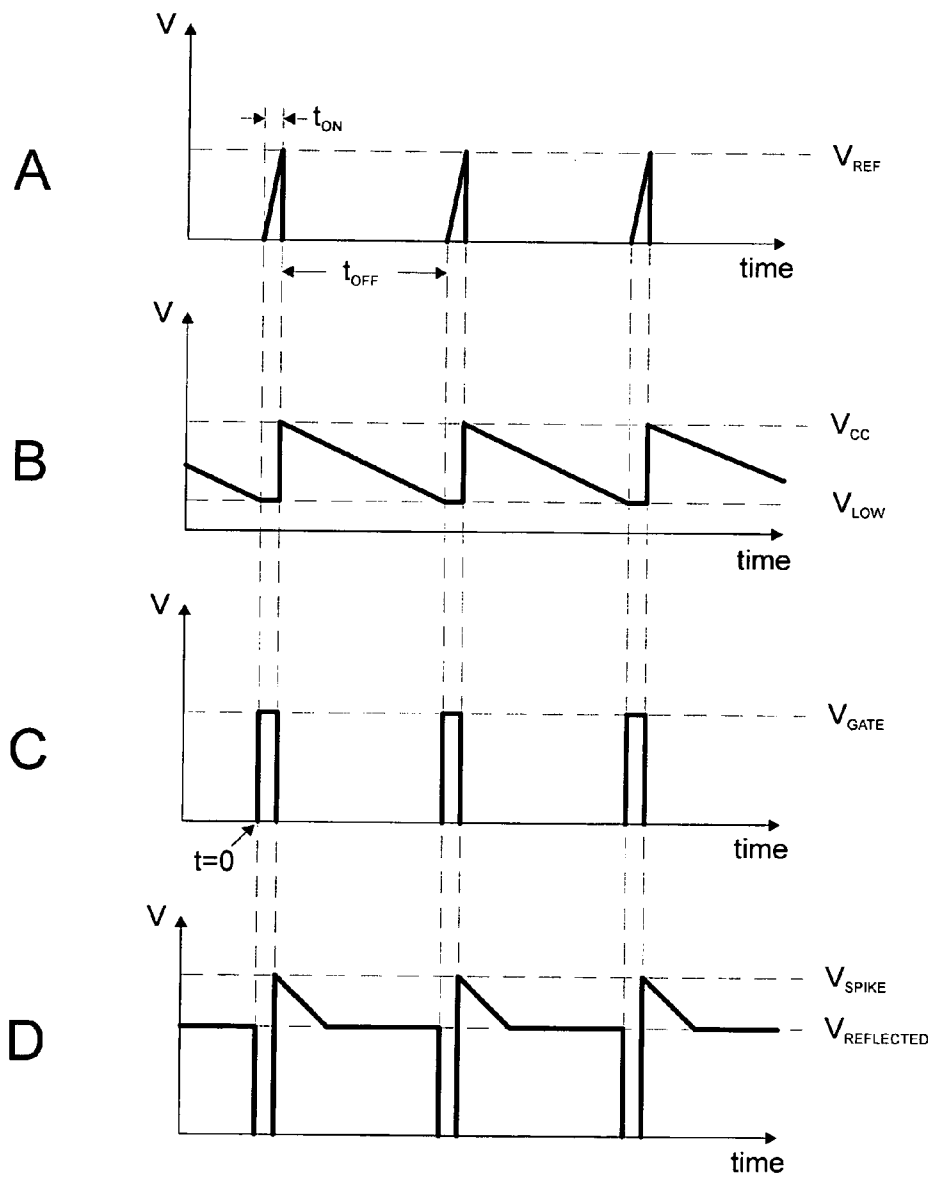 V
t_ON
A
V_REF
time
t_OFF
V
B
V_CC
V_LOW
time
V
C
V_GATE
t=0
time
V
D
V_SPIKE
V_REFLECTED
time